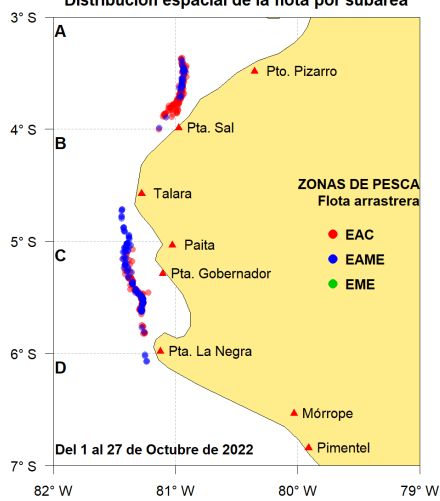 Distribución espacial de la flota por subárea
3° S
A
Pto. Pizarro
Pta. Sal
4° S
B
ZONAS DE PESCA
Talara
Flota arrastrera
EAC
5° S
Paita
C
EAME
Pta. Gobernador
EME
6° S
Pta. La Negra
D
Mórrope
Del 1 al 27 de Octubre de 2022
Pimentel
7° S
82° W
81° W
80° W
79° W